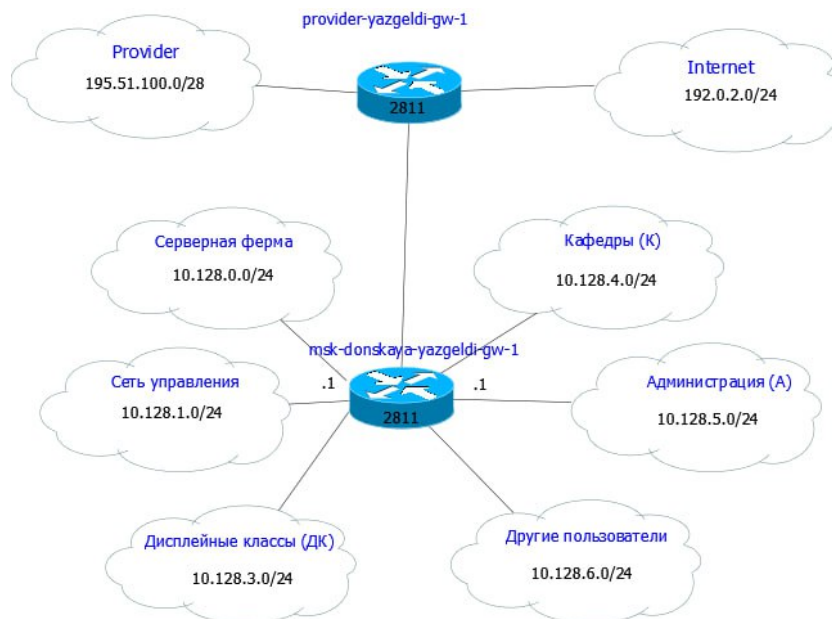 provider-yazgeldi-gw-1
Provider
195.51.100.0/28
2811
Internet
192.0.2.0/24
Серверная ферма
10.128.0.0/24
Кафедры (К)
10.128.4.0/24
msk-donskaya-yazgeldi-gw-1
Сеть управления
10.128.1.0/24
.1
2811
.1
Администрация (А)
10.128.5.0/24
Дисплейные классы (ДК)
10.128.3.0/24
Другие пользователи
10.128.6.0/24